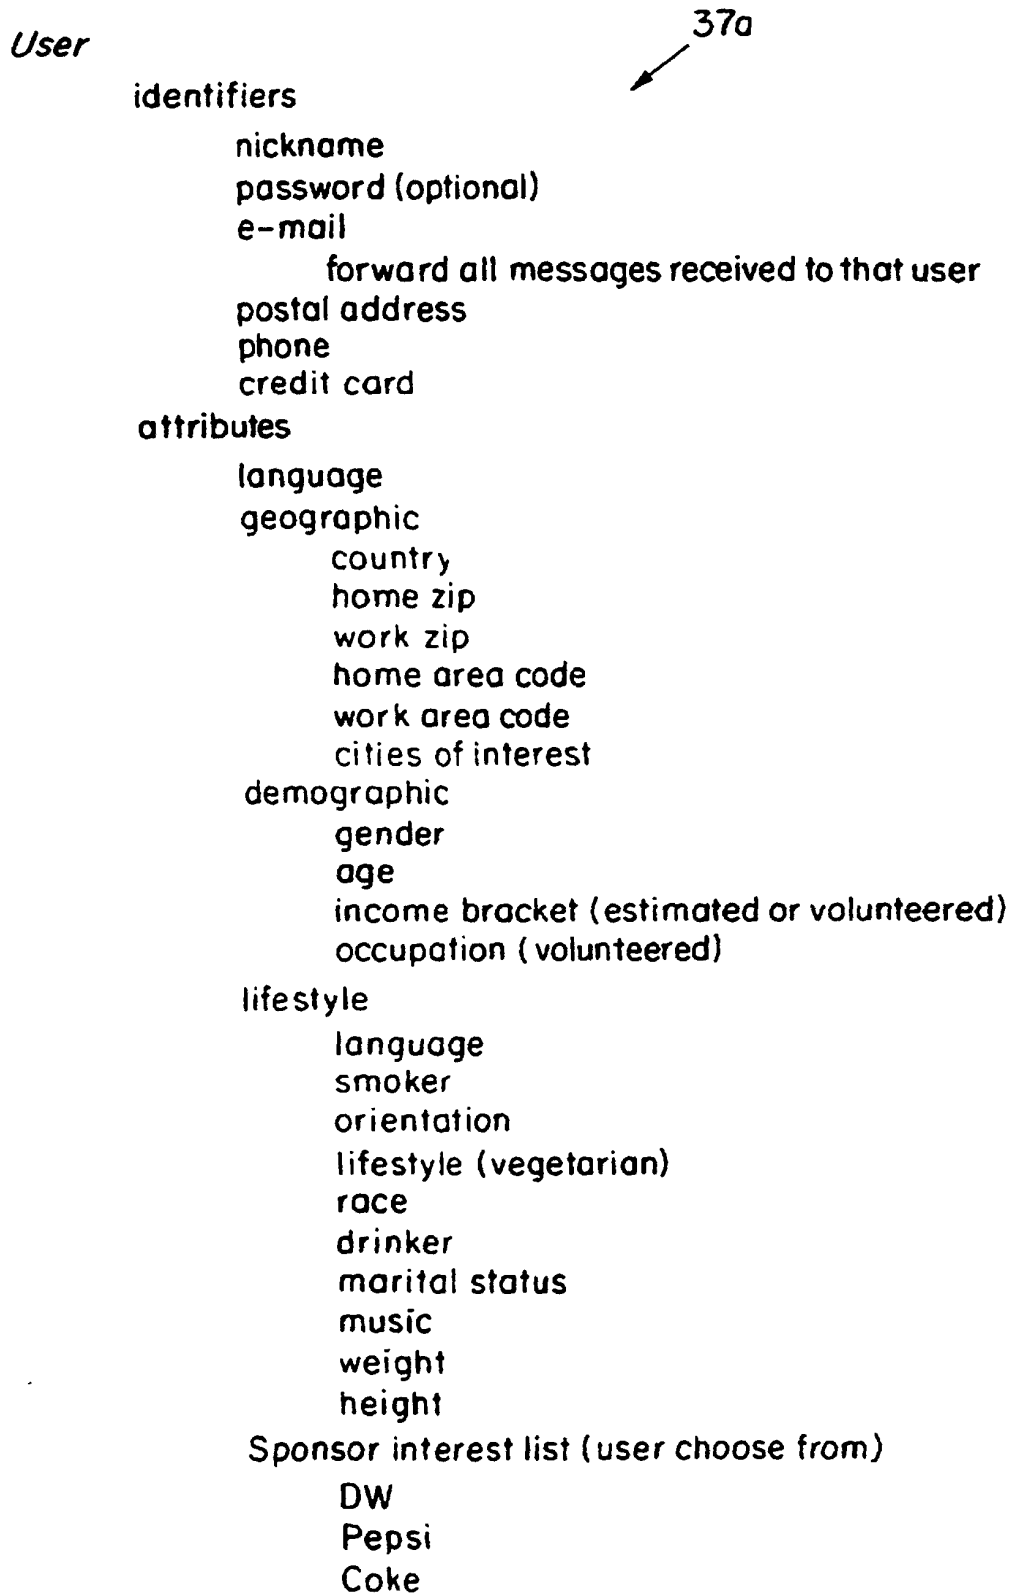 37a
User
identifiers
nickname
password (optional)
e-mail
forward all messages received to that user
postal address
phone
credit card
attributes
language
geographic
country
home zip
work zip
home area code
work area code
cities of interest
demographic
gender
age
income bracket (estimated or volunteered)
occupation (volunteered)
lifestyle
language
smoker
orientation
lifestyle (vegetarian)
race
drinker
marital status
music
weight
height
Sponsor interest list (user choose from)
DW
Pepsi
Coke